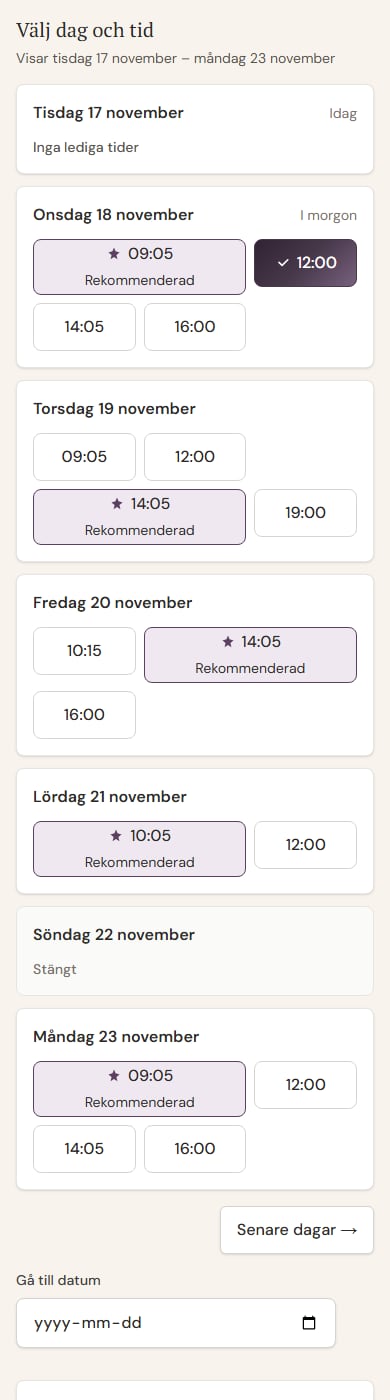 Välj dag och tid
Visar tisdag 17 november – måndag 23 november
Tisdag 17 november Idag
Inga lediga tider
Onsdag 18 november I morgon
★ 09:05
Rekommenderad
✓ 12:00
14:05 16:00
Torsdag 19 november
09:05 12:00
★ 14:05
Rekommenderad
19:00
Fredag 20 november
10:15
★ 14:05
Rekommenderad
16:00
Lördag 21 november
★ 10:05
Rekommenderad
12:00
Söndag 22 november
Stängt
Måndag 23 november
★ 09:05
Rekommenderad
12:00
14:05 16:00
Senare dagar →
Gå till datum
yyyy-mm-dd